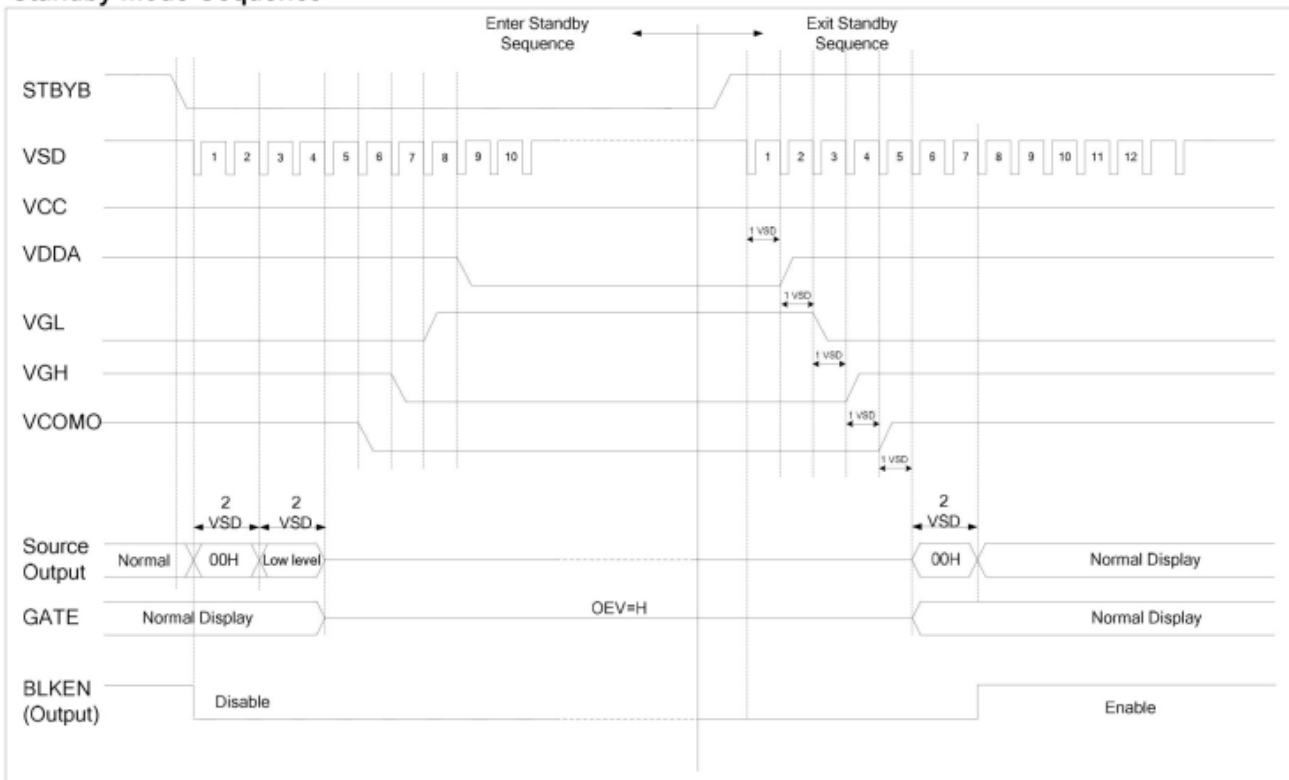 Standby Mode Sequence
Enter Standby
Sequence
Exit Standby
Sequence
STBYB
VSD
1 2 3 4 5 6 7 8 9 10
1 2 3 4 5 6 7 8 9 10 11 12
VCC
1 VSD
VDDA
1 VSD
VGL
1 VSD
VGH
1 VSD
VCOMO
1 VSD
2
VSD
2
VSD
2
VSD
Source
Output
Normal
00H
Low level
00H
Normal Display
GATE
Normal Display
OEV=H
Normal Display
BLKEN
(Output)
Disable
Enable